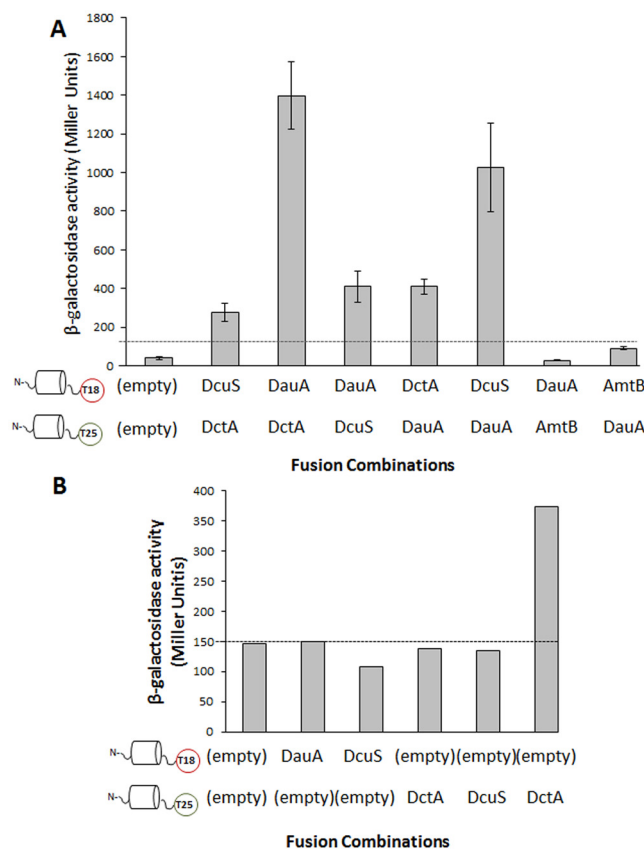 A
β-galactosidase activity (Miller Units)
1800
1600
1400
1200
1000
800
600
400
200
0
N- T18 (empty) DcuS DauA DauA DctA DcuS DauA AmtB
N- T25 (empty) DctA DctA DcuS DauA DauA AmtB DauA
Fusion Combinations
B
β-galactosidase activity
(Miller Unitis)
400
350
300
250
200
150
100
50
0
N- T18 (empty) DauA DcuS (empty) (empty) (empty)
N- T25 (empty) (empty) (empty) DctA DcuS DctA
Fusion Combinations